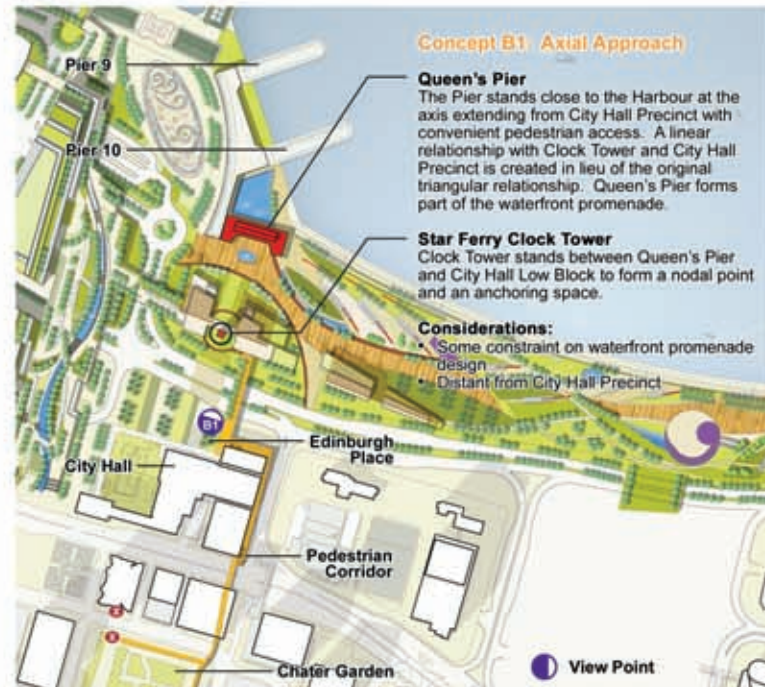 Concept B1: Axial Approach
Pier 9
Queen's Pier
The Pier stands close to the Harbour at the
axis extending from City Hall Precinct with
convenient pedestrian access. A linear
relationship with Clock Tower and City Hall
Precinct is created in lieu of the original
triangular relationship. Queen's Pier forms
part of the waterfront promenade.
Pier 10
Star Ferry Clock Tower
Clock Tower stands between Queen's Pier
and City Hall Low Block to form a nodal point
and an anchoring space.
Considerations:
• Some constraint on waterfront promenade
design
• Distant from City Hall Precinct
B1
Edinburgh
Place
City Hall
Pedestrian
Corridor
Chater Garden
View Point